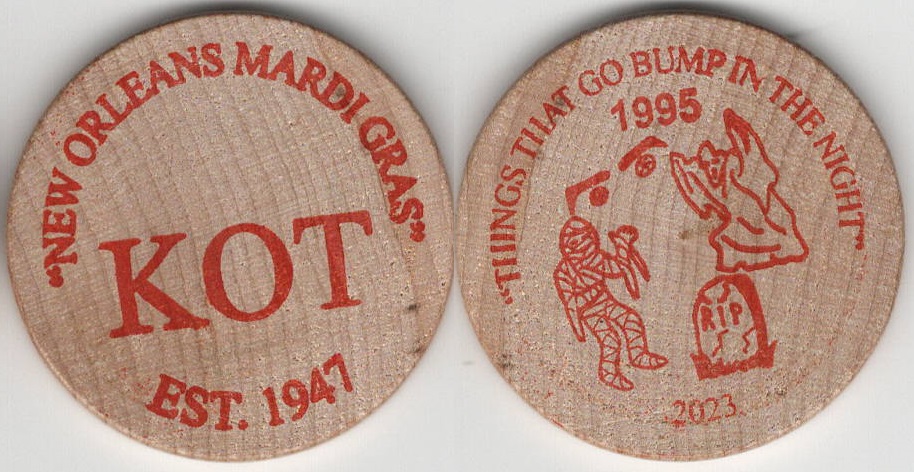 "NEW ORLEANS MARDI GRAS"
KOT
EST. 1947
"THINGS THAT GO BUMP IN THE NIGHT"
1995
RIP
2023